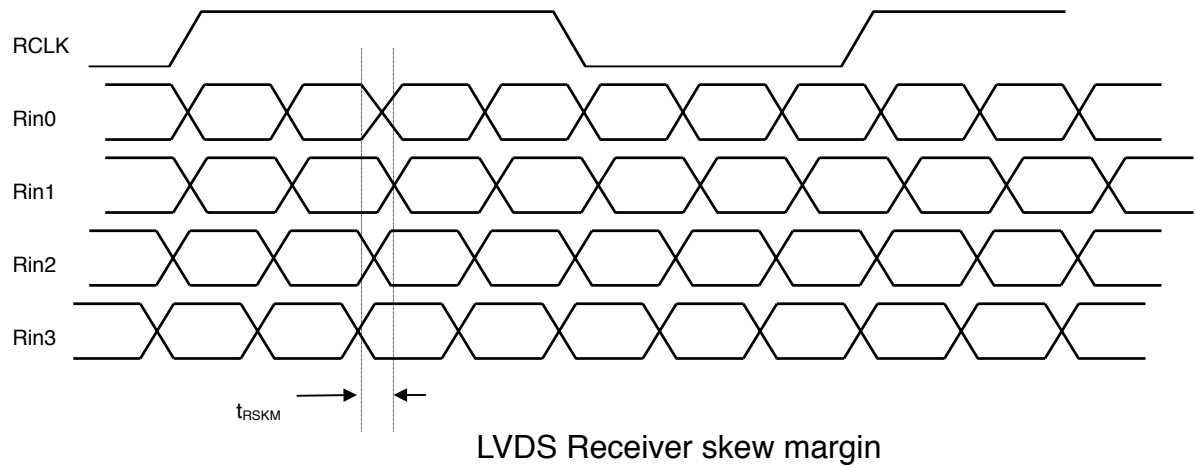 RCLK
Rin0
Rin1
Rin2
Rin3
tRSKM
LVDS Receiver skew margin